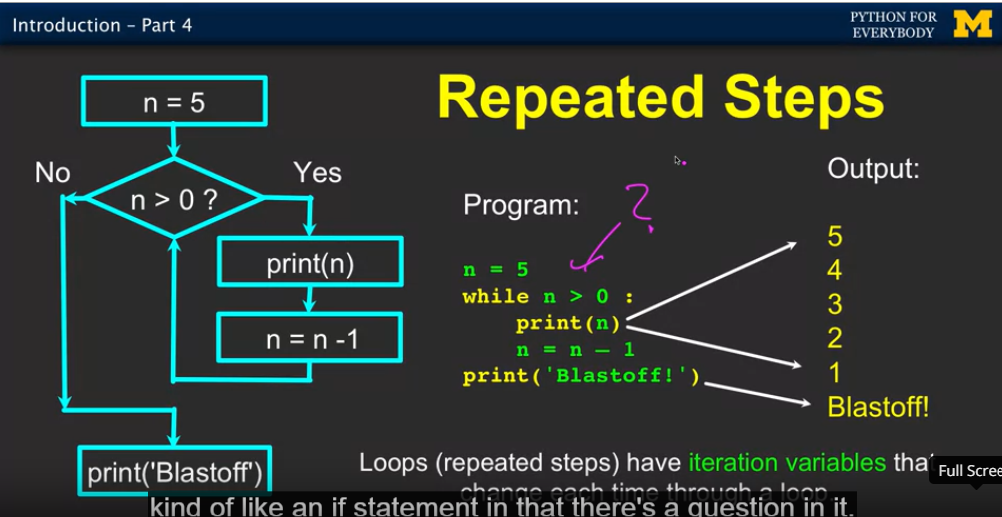 Introduction – Part 4
PYTHON FOR
EVERYBODY
M
Repeated Steps
n = 5
No
Yes
n > 0 ?
print(n)
n = n -1
print('Blastoff')
Program:
?
n = 5
while n > 0 :
print(n)
n = n – 1
print('Blastoff!')
Output:
5
4
3
2
1
Blastoff!
Loops (repeated steps) have iteration variables that
change each time through a loop.
Full Scree
kind of like an if statement in that there's a question in it.